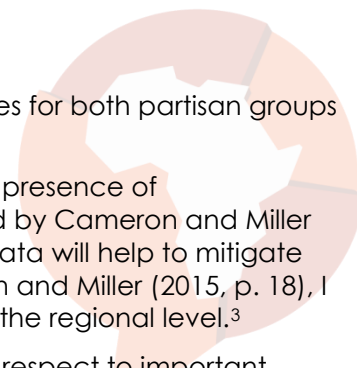 es for both partisan groups
presence of
d by Cameron and Miller
ata will help to mitigate
n and Miller (2015, p. 18), I
the regional level.3
respect to important